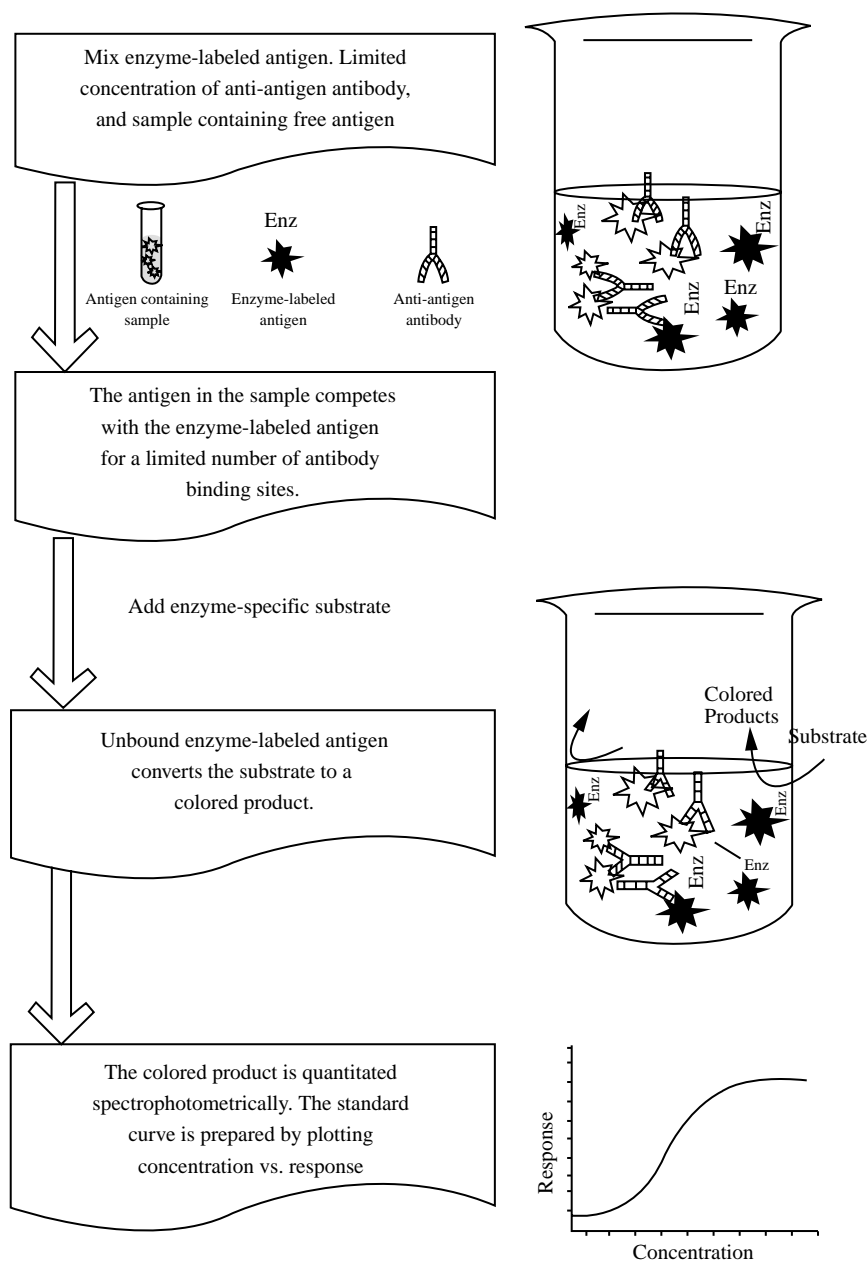 Mix enzyme-labeled antigen. Limited
concentration of anti-antigen antibody,
and sample containing free antigen
Enz
Antigen containing
sample
Enzyme-labeled
antigen
Anti-antigen
antibody
Enz
Enz
Enz
Enz
The antigen in the sample competes
with the enzyme-labeled antigen
for a limited number of antibody
binding sites.
Add enzyme-specific substrate
Unbound enzyme-labeled antigen
converts the substrate to a
colored product.
Colored
Products
Substrate
Enz
Enz
Enz
Enz
The colored product is quantitated
spectrophotometrically. The standard
curve is prepared by plotting
concentration vs. response
Response
Concentration